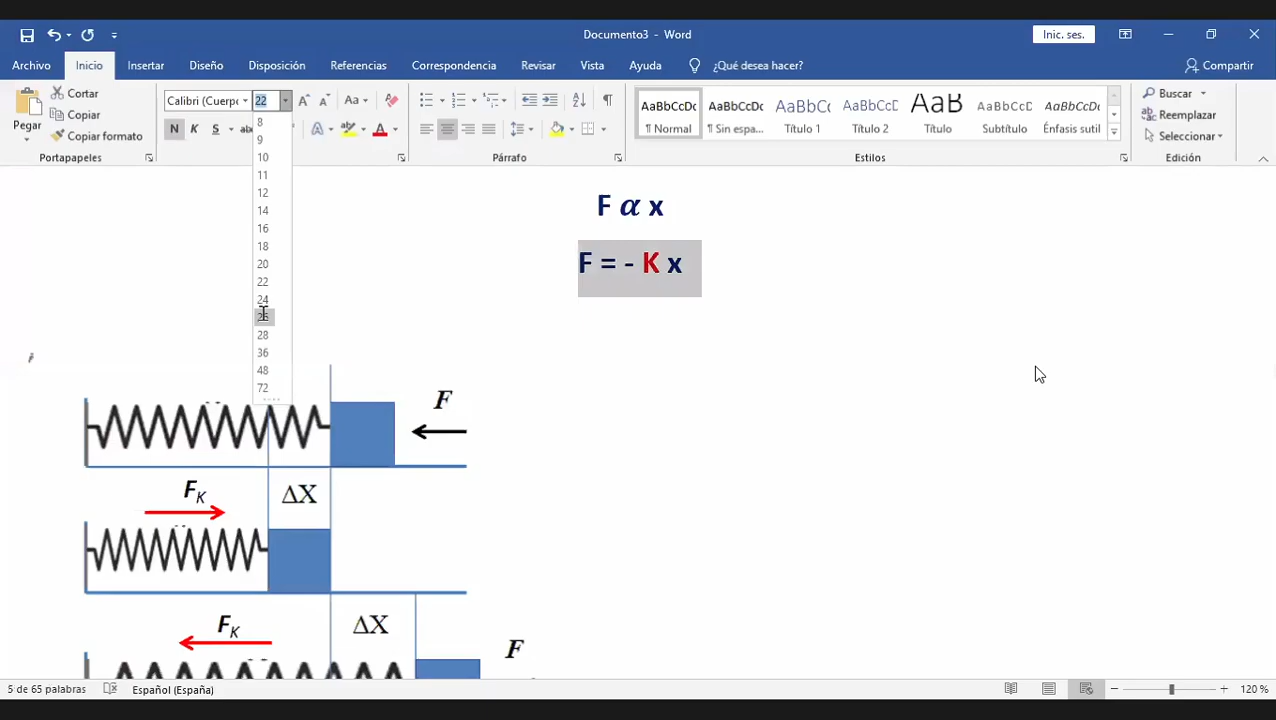 Documento3 - Word
Inic. ses.
Archivo Inicio Insertar Diseño Disposición Referencias Correspondencia Revisar Vista Ayuda ¿Qué desea hacer? Compartir
Pegar
Cortar
Copiar
Copiar formato
Portapapeles
Calibri (Cuerpo
22
Aa
N K S
A
A
8
9
10
11
12
14
16
18
20
22
24
26
28
36
48
72
Párrafo
AaBbCcDc
¶ Normal
AaBbCcDc
¶ Sin espa...
AaBbCc
Título 1
AaBbCcC
Título 2
AaB
Título
AaBbCcD
Subtítulo
AaBbCcDc
Énfasis sutil
Estilos
Buscar
Reemplazar
Seleccionar
Edición
F α x
F = - K x
F
F
F_K
ΔX
F_K
ΔX
F
5 de 65 palabras
Español (España)
120 %